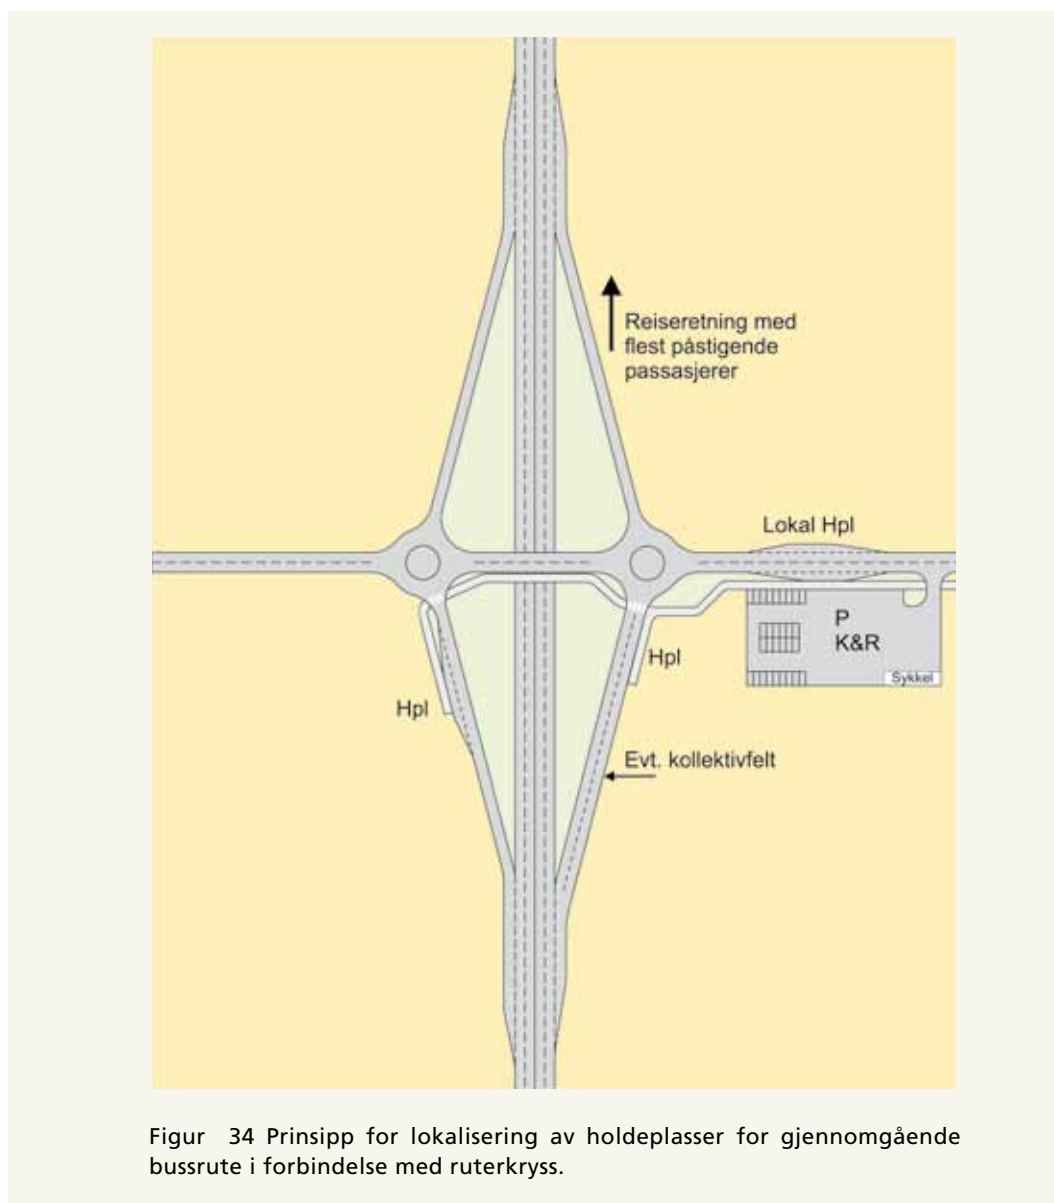 Reiseretning med
flest påstigende
passasjerer
Lokal Hpl
P
K&R
Sykkel
Hpl
Hpl
Evt. kollektivfelt
Figur 34 Prinsipp for lokalisering av holdeplasser for gjennomgående
bussrute i forbindelse med ruterkryss.